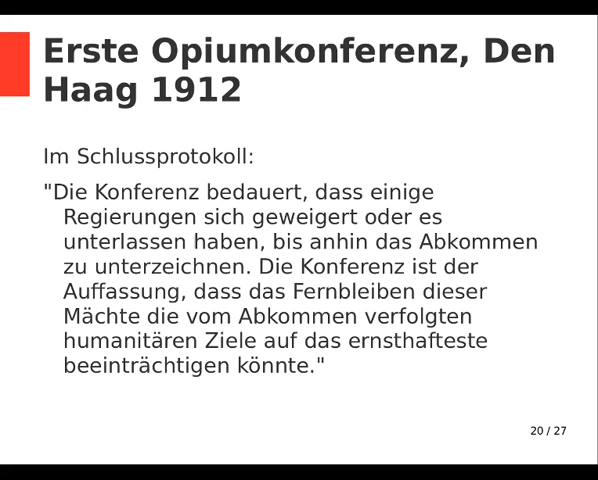 Erste Opiumkonferenz, Den
Haag 1912
Im Schlussprotokoll:
"Die Konferenz bedauert, dass einige
Regierungen sich geweigert oder es
unterlassen haben, bis anhin das Abkommen
zu unterzeichnen. Die Konferenz ist der
Auffassung, dass das Fernbleiben dieser
Mächte die vom Abkommen verfolgten
humanitären Ziele auf das ernsthafteste
beeinträchtigen könnte."
20 / 27